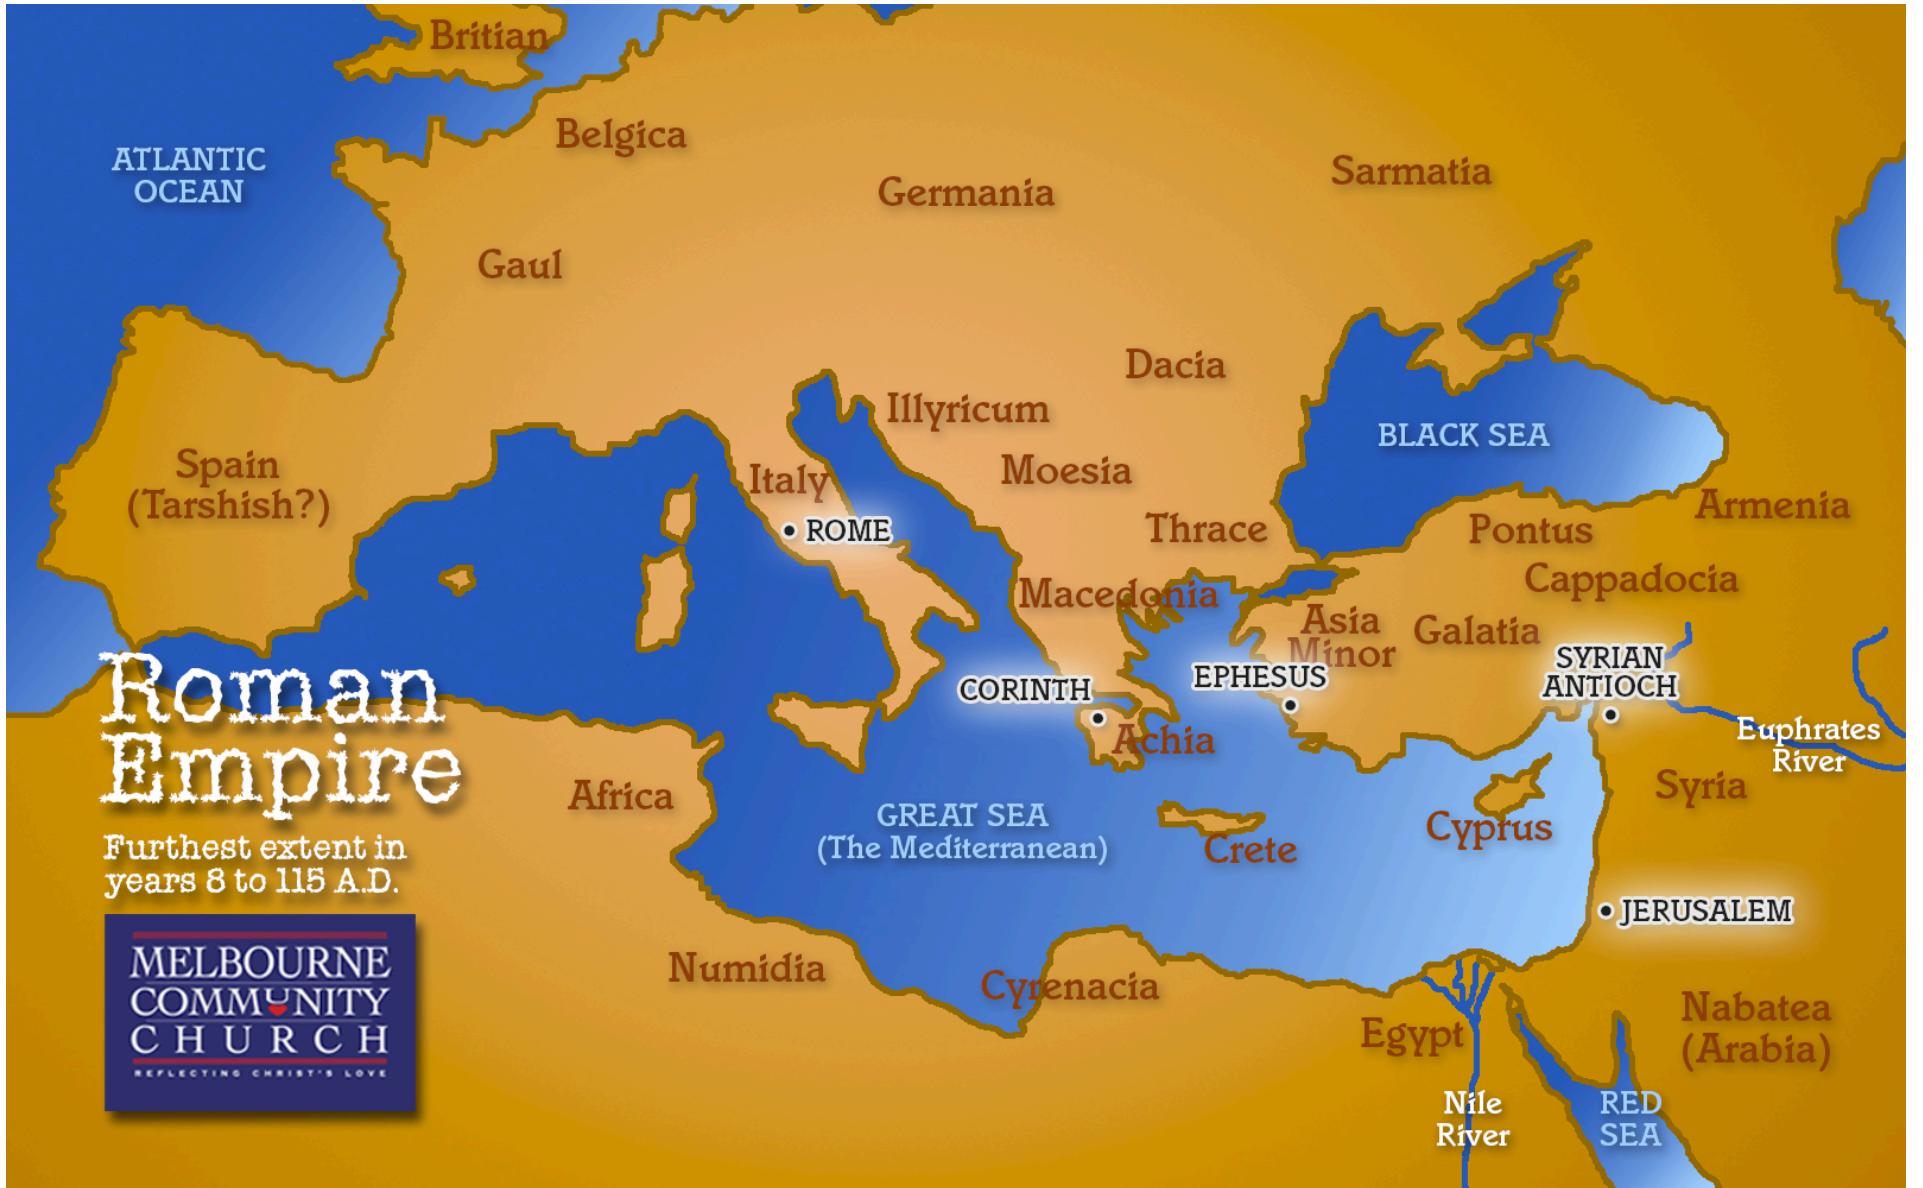 Britian
Belgica
ATLANTIC
OCEAN
Sarmatia
Germania
Gaul
Dacia
Illyricum
BLACK SEA
Spain
(Tarshish?)
Italy
Moesia
Armenia
ROME
Thrace
Pontus
Macedonia
Cappadocia
Asia
Minor
Galatia
SYRIAN
ANTIOCH
EPHESUS
CORINTH
Roman
Empire
Euphrates
River
Achia
Africa
Syria
GREAT SEA
(The Mediterranean)
Crete
Cyprus
Furthest extent in
years 8 to 115 A.D.
JERUSALEM
MELBOURNE
COMMUNITY
CHURCH
REFLECTING CHRIST'S LOVE
Numidia
Cyrenacia
Egypt
Nabatea
(Arabia)
Nile
River
RED
SEA